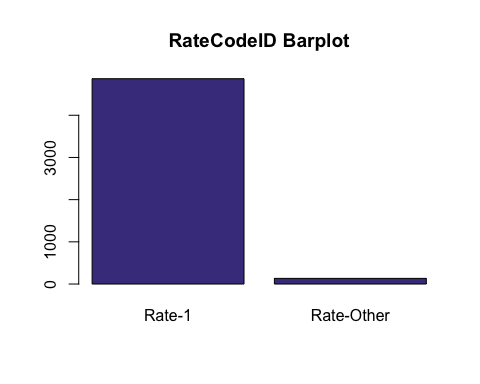 RateCodeID Barplot
3000
1000
0
Rate-1
Rate-Other